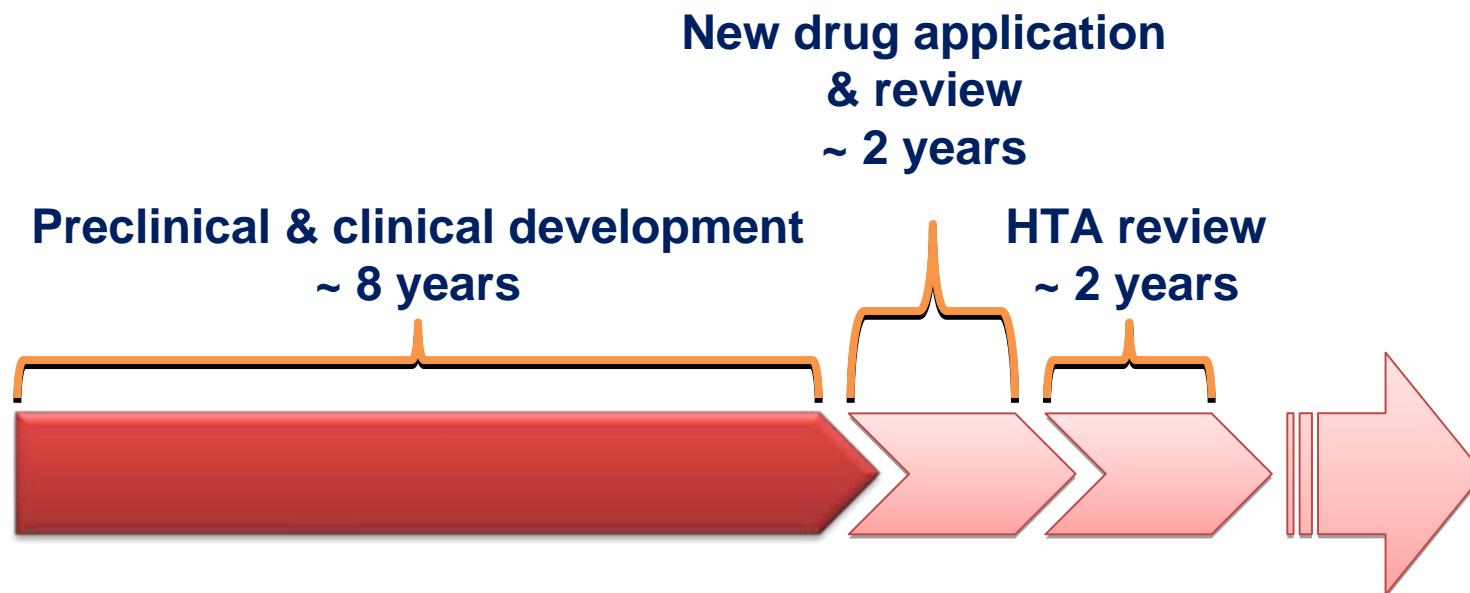 New drug application
& review
~ 2 years
Preclinical & clinical development
~ 8 years
HTA review
~ 2 years